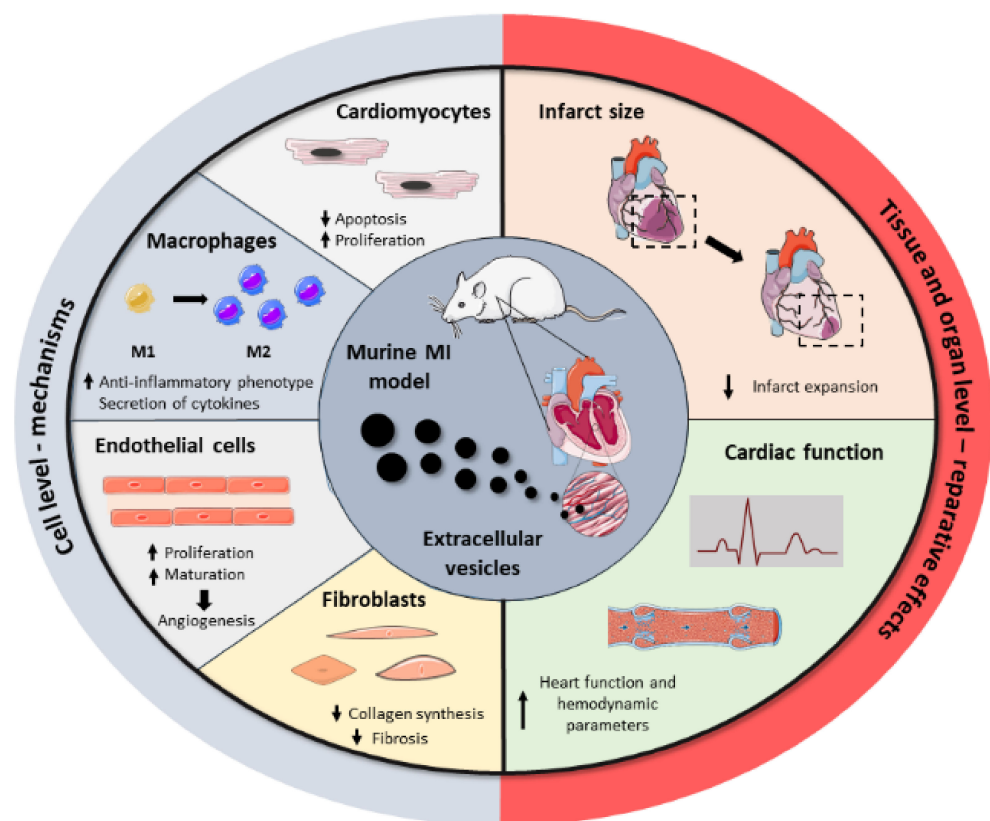 Cell level - mechanisms
Cardiomyocytes
Apoptosis
Proliferation
Macrophages
M1
M2
Anti-inflammatory phenotype
Secretion of cytokines
Endothelial cells
Proliferation
Maturation
Angiogenesis
Fibroblasts
Collagen synthesis
Fibrosis
Murine MI
model
Extracellular
vesicles
Tissue and organ level – reparative effects
Infarct size
Infarct expansion
Cardiac function
Heart function and
hemodynamic
parameters